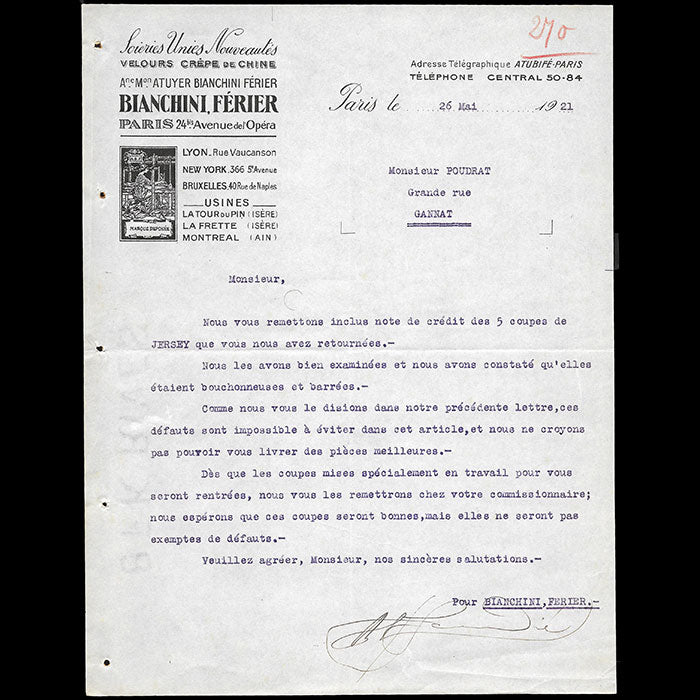 270
Soieries Unies Nouveautés
VELOURS CRÊPE DE CHINE
Ane Mon ATUYER BIANCHINI FÉRIER
BIANCHINI, FÉRIER
PARIS 24bis Avenue de l'Opéra
Adresse Télégraphique ATUBIFÉ-PARIS
TÉLÉPHONE CENTRAL 50-84
Paris le 26 Mai 1921
LYON. Rue Vaucanson
NEW YORK. 366 5th Avenue
BRUXELLES. 40 Rue de Naples
USINES
LA TOUR DU PIN (ISÈRE)
LA FRETTE (ISÈRE)
MONTREAL (AIN)
MARQUE DÉPOSÉE
Monsieur POUDRAT
Grande rue
GANNAT
Monsieur,
Nous vous remettons inclus note de crédit des 5 coupes de
JERSEY que vous nous avez retournées.-
Nous les avons bien examinées et nous avons constaté qu'elles
étaient bouchonneuses et barrées.-
Comme nous vous le disions dans notre précédente lettre,ces
défauts sont impossible à éviter dans cet article,et nous ne croyons
pas pouvoir vous livrer des pièces meilleures.-
Dès que les coupes mises spécialement en travail pour vous
seront rentrées, nous vous les remettrons chez votre commissionnaire;
nous espérons que ces coupes seront bonnes,mais elles ne seront pas
exemptes de défauts.-
Veuillez agréer, Monsieur, nos sincères salutations.-
Pour BIANCHINI,FERIER.-